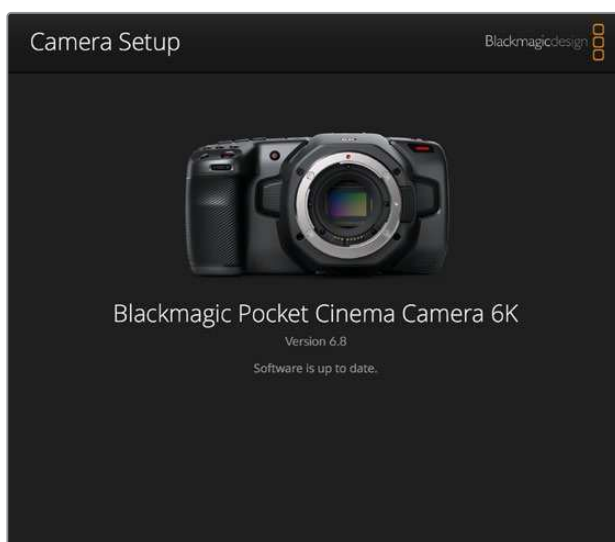 Camera Setup
Blackmagicdesign
Blackmagic Pocket Cinema Camera 6K
Version 6.8
Software is up to date.